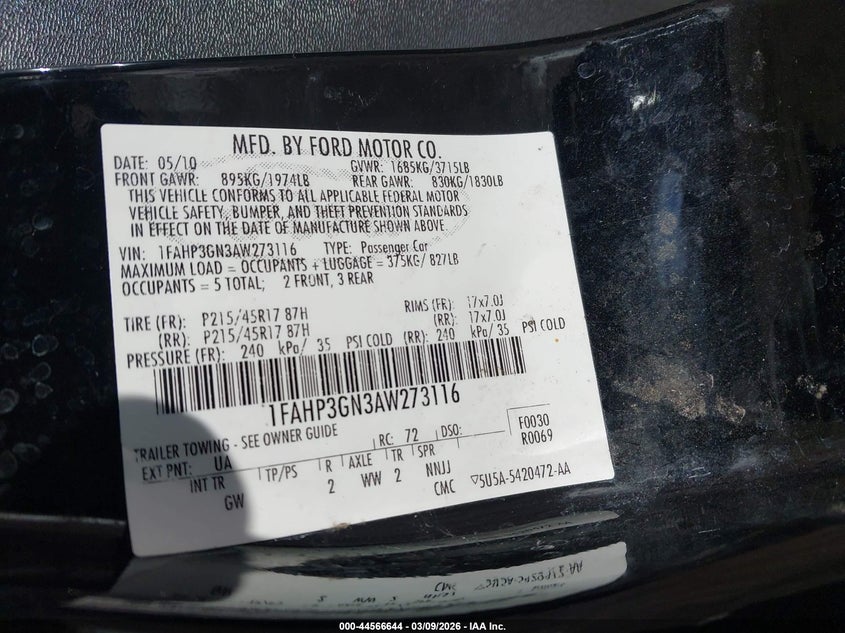 MFD. BY FORD MOTOR CO.
DATE: 05/10 GVWR: 1685KG/3715LB
FRONT GAWR: 895KG/1974LB REAR GAWR: 830KG/1830LB
THIS VEHICLE CONFORMS TO ALL APPLICABLE FEDERAL MOTOR
VEHICLE SAFETY, BUMPER, AND THEFT PREVENTION STANDARDS
IN EFFECT ON THE DATE OF MANUFACTURE SHOWN ABOVE.
VIN: 1FAHP3GN3AW273116 TYPE: Passenger Car
MAXIMUM LOAD = OCCUPANTS + LUGGAGE = 375KG/ 827LB
OCCUPANTS = 5 TOTAL; 2 FRONT, 3 REAR
TIRE (FR): P215/45R17 87H RIMS (FR): 17x7.0J
(RR): P215/45R17 87H (RR): 17x7.0J
PRESSURE (FR): 240 kPa/ 35 PSI COLD (RR): 240 kPa/ 35 PSI COLD
1FAHP3GN3AW273116
TRAILER TOWING - SEE OWNER GUIDE RC: 72 DSO: F0030
EXT PNT: UA R0069
INT TR TP/PS R AXLE TR SPR
GW 2 WW 2 NNJJ
CMC ▽5U5A-5420472-AA
000-44566644 | 03/09/2026 - IAA Inc.